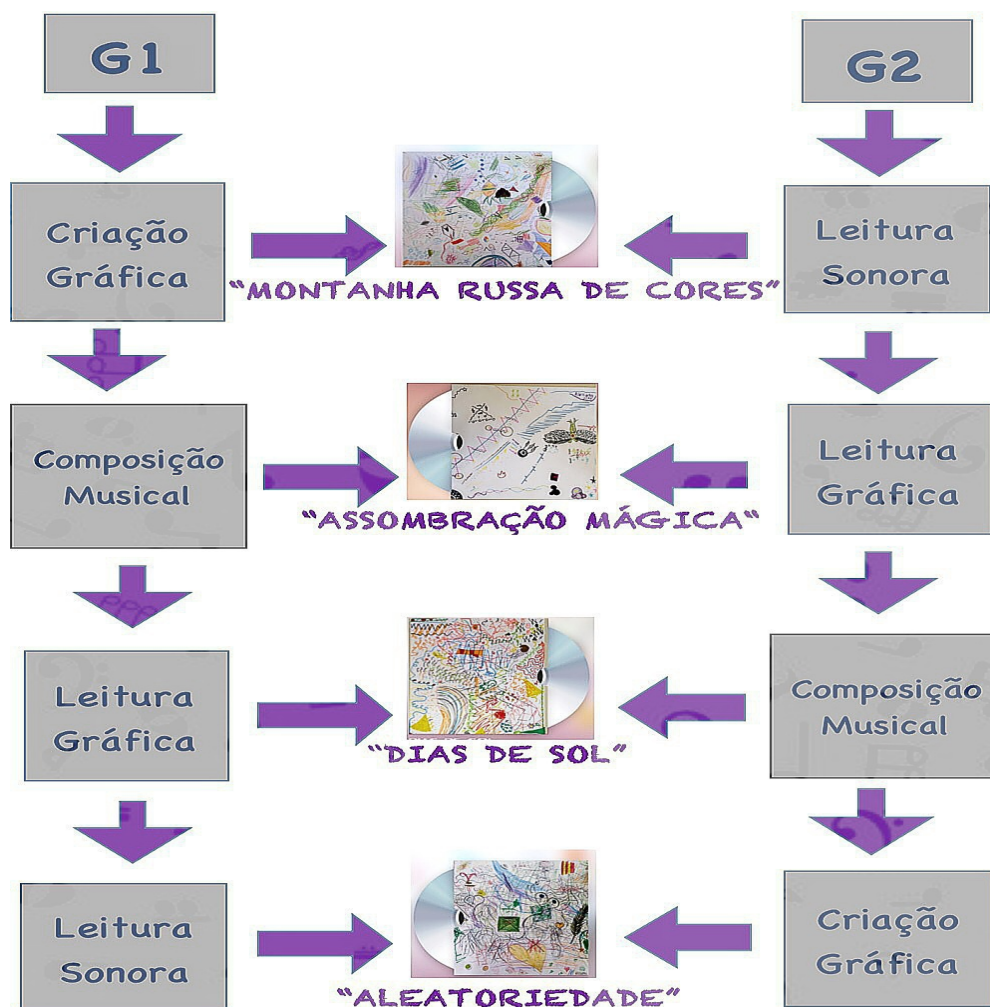 G1
G2
Criação
Gráfica
Leitura
Sonora
"MONTANHA RUSSA DE CORES"
Composição
Musical
Leitura
Gráfica
"ASSOMBRAÇÃO MÁGICA"
Leitura
Gráfica
Composição
Musical
"DIAS DE SOL"
Leitura
Sonora
Criação
Gráfica
"ALEATORIEDADE"